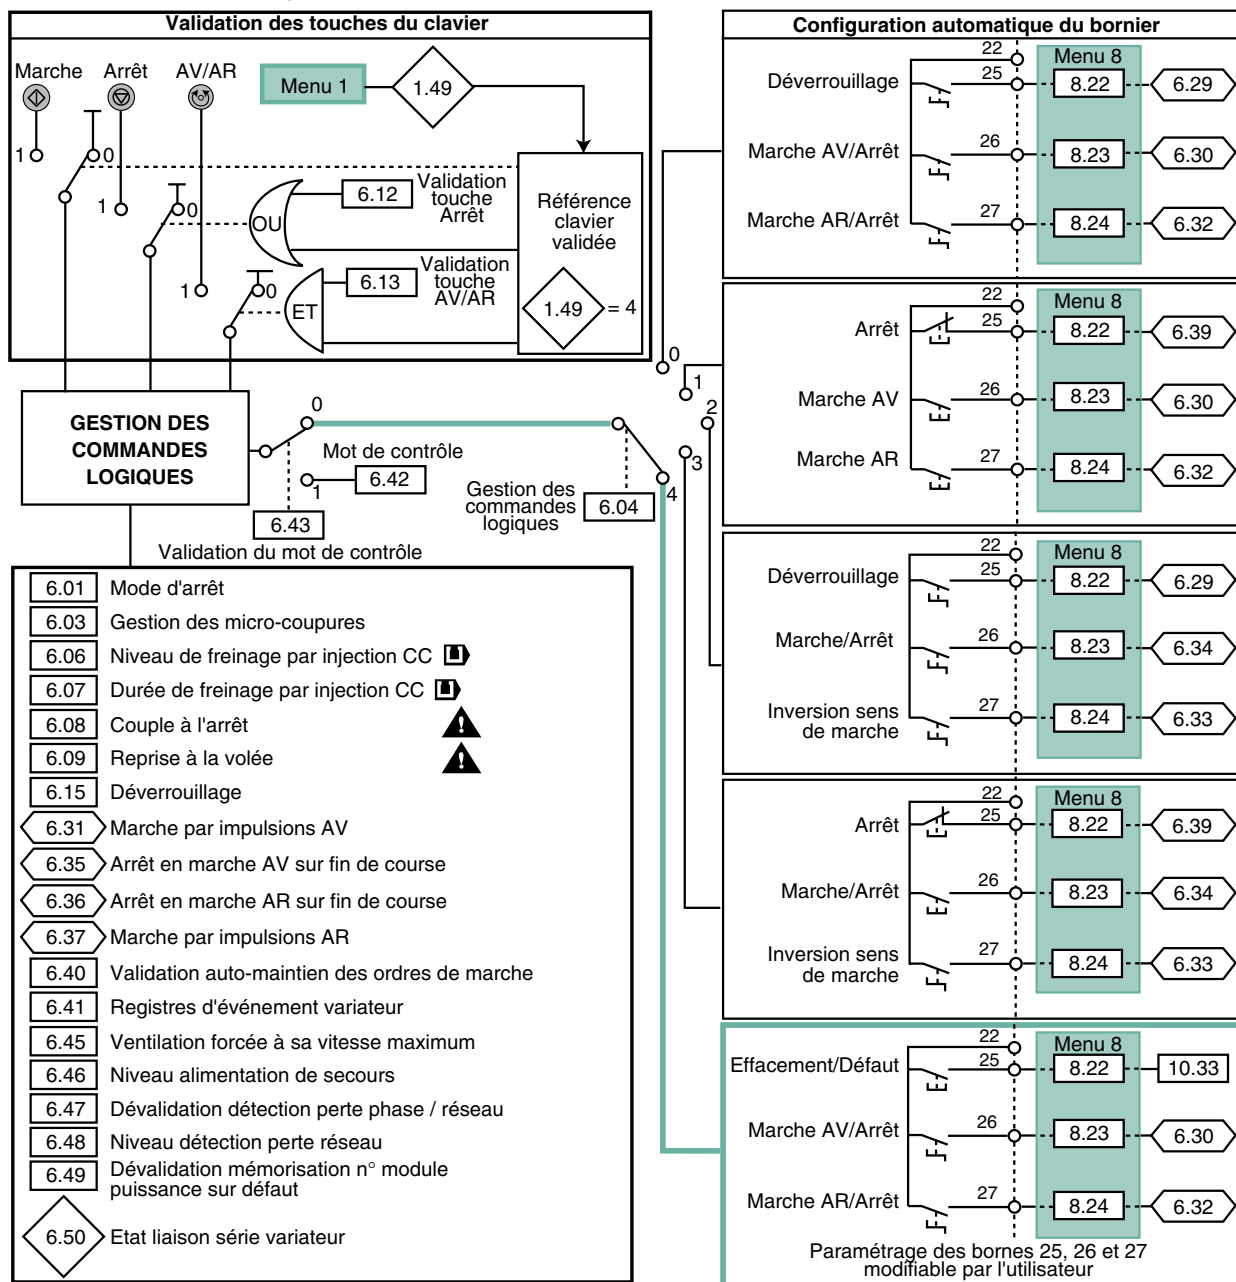 Validation des touches du clavier
Marche
Arrêt
AV/AR
Menu 1
1.49
1
0
1
0
1
0
OU
ET
6.12
Validation
touche
Arrêt
6.13
Validation
touche
AV/AR
Référence
clavier
validée
1.49
= 4
GESTION DES
COMMANDES
LOGIQUES
0
1
Mot de contrôle
6.42
6.43
Validation du mot de contrôle
Gestion des
commandes
logiques
6.04
0
1
2
3
4
6.01 Mode d'arrêt
6.03 Gestion des micro-coupures
6.06 Niveau de freinage par injection CC
6.07 Durée de freinage par injection CC
6.08 Couple à l'arrêt
6.09 Reprise à la volée
6.15 Déverrouillage
6.31 Marche par impulsions AV
6.35 Arrêt en marche AV sur fin de course
6.36 Arrêt en marche AR sur fin de course
6.37 Marche par impulsions AR
6.40 Validation auto-maintien des ordres de marche
6.41 Registres d'événement variateur
6.45 Ventilation forcée à sa vitesse maximum
6.46 Niveau alimentation de secours
6.47 Dévalidation détection perte phase / réseau
6.48 Niveau détection perte réseau
6.49 Dévalidation mémorisation n° module
puissance sur défaut
6.50 Etat liaison série variateur
Configuration automatique du bornier
22 Menu 8
Déverrouillage 25 8.22 6.29
Marche AV/Arrêt 26 8.23 6.30
Marche AR/Arrêt 27 8.24 6.32
22 Menu 8
Arrêt 25 8.22 6.39
Marche AV 26 8.23 6.30
Marche AR 27 8.24 6.32
22 Menu 8
Déverrouillage 25 8.22 6.29
Marche/Arrêt 26 8.23 6.34
Inversion sens
de marche 27 8.24 6.33
22 Menu 8
Arrêt 25 8.22 6.39
Marche/Arrêt 26 8.23 6.34
Inversion sens
de marche 27 8.24 6.33
22 Menu 8
Effacement/Défaut 25 8.22 10.33
Marche AV/Arrêt 26 8.23 6.30
Marche AR/Arrêt 27 8.24 6.32
Paramétrage des bornes 25, 26 et 27
modifiable par l'utilisateur